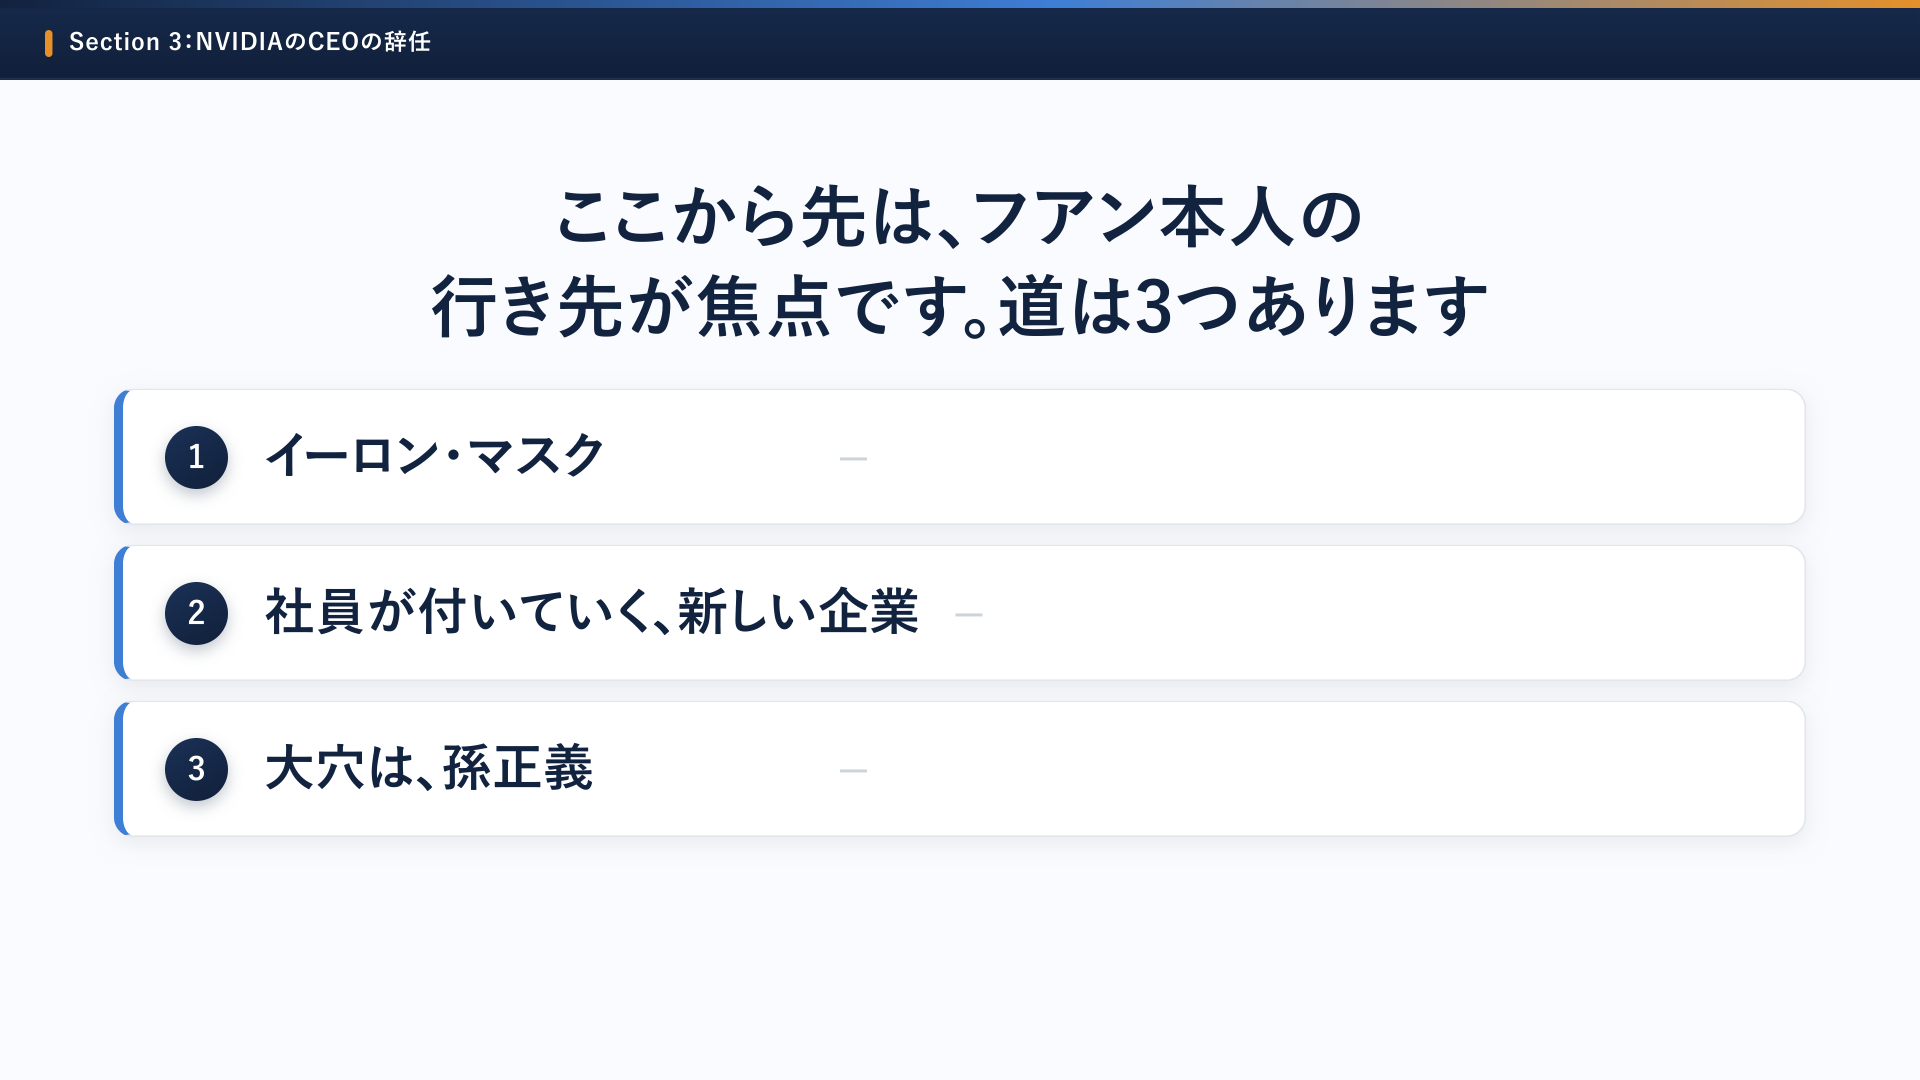 Section 3：NVIDIAのCEOの辞任
ここから先は、フアン本人の
行き先が焦点です。道は3つあります
1 イーロン・マスク —
2 社員が付いていく、新しい企業 —
3 大穴は、孫正義 —